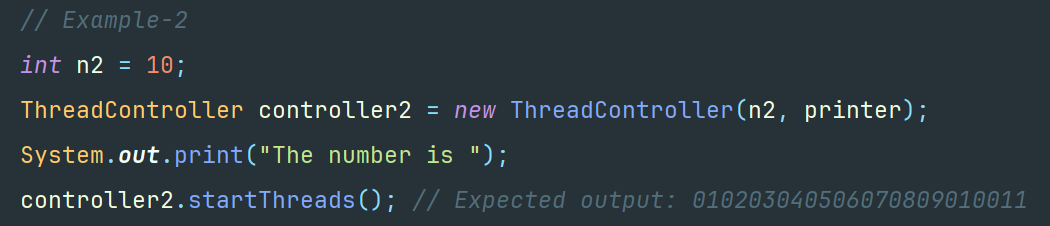 // Example-2
int n2 = 10;
ThreadController controller2 = new ThreadController(n2, printer);
System.out.print("The number is ");
controller2.startThreads(); // Expected output: 010203040506070809010011